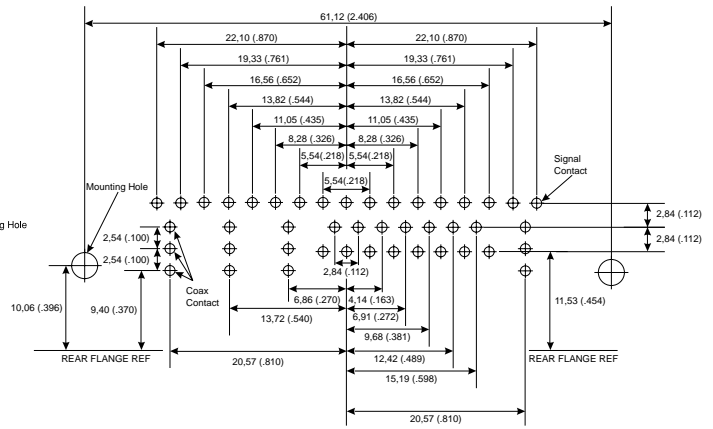 61,12 (2.406)
22,10 (.870) 22,10 (.870)
19,33 (.761) 19,33 (.761)
16,56 (.652) 16,56 (.652)
13,82 (.544) 13,82 (.544)
11,05 (.435) 11,05 (.435)
8,28 (.326) 8,28 (.326)
5,54(.218) 5,54(.218)
5,54(.218)
Signal
Contact
Mounting Hole
2,84 (.112)
g Hole
2,54 (.100)
2,84 (.112)
2,54 (.100)
2,84 (.112)
Coax
Contact
10,06 (.396)
9,40 (.370)
6,86 (.270) 4,14 (.163)
11,53 (.454)
13,72 (.540)
6,91 (.272)
9,68 (.381)
REAR FLANGE REF
20,57 (.810)
12,42 (.489)
REAR FLANGE REF
15,19 (.598)
20,57 (.810)